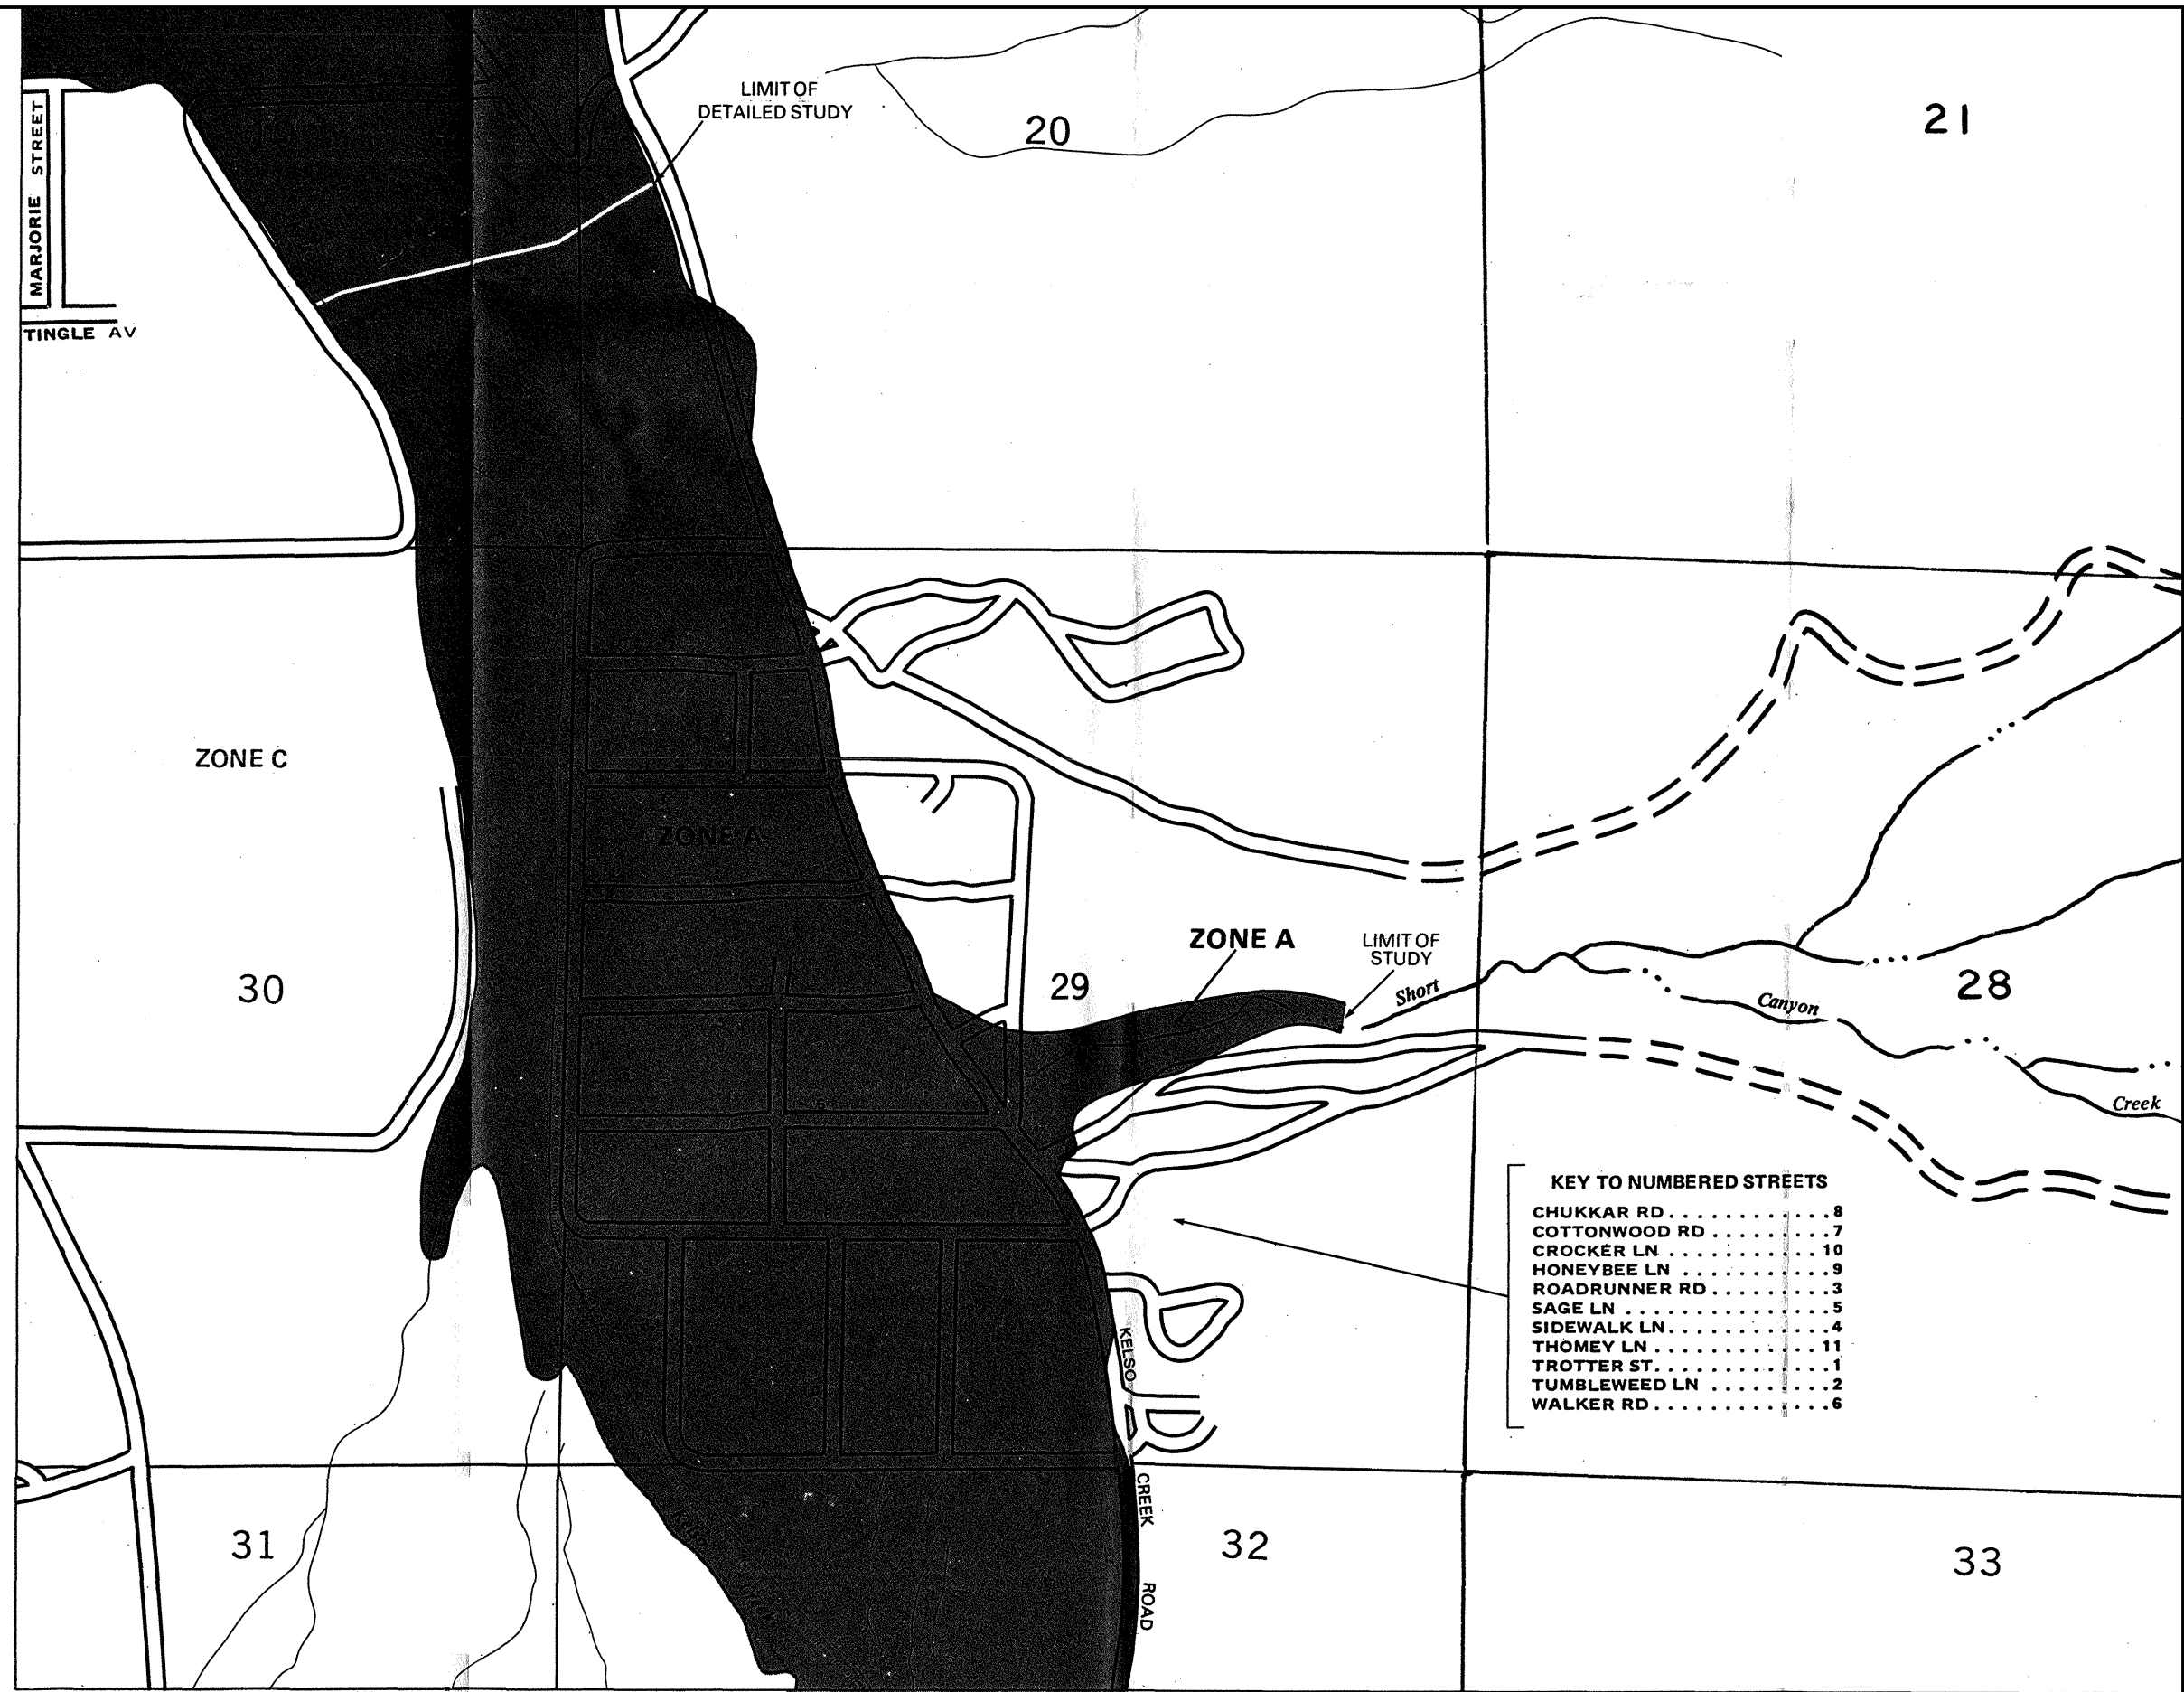 LIMIT OF
DETAILED STUDY
19
20
21
MARJORIE STREET
TINGLE AV
ZONE C
ZONE A
ZONE A
LIMIT OF
STUDY
30
29
28
Short
Canyon
Creek
KEY TO NUMBERED STREETS
CHUKKAR RD............8
COTTONWOOD RD.........7
CROCKER LN...........10
HONEYBEE LN...........9
ROADRUNNER RD.........3
SAGE LN...............5
SIDEWALK LN...........4
THOMEY LN............11
TROTTER ST............1
TUMBLEWEED LN.........2
WALKER RD.............6
KELSO
CREEK
ROAD
Kelso
Creek
31
32
33